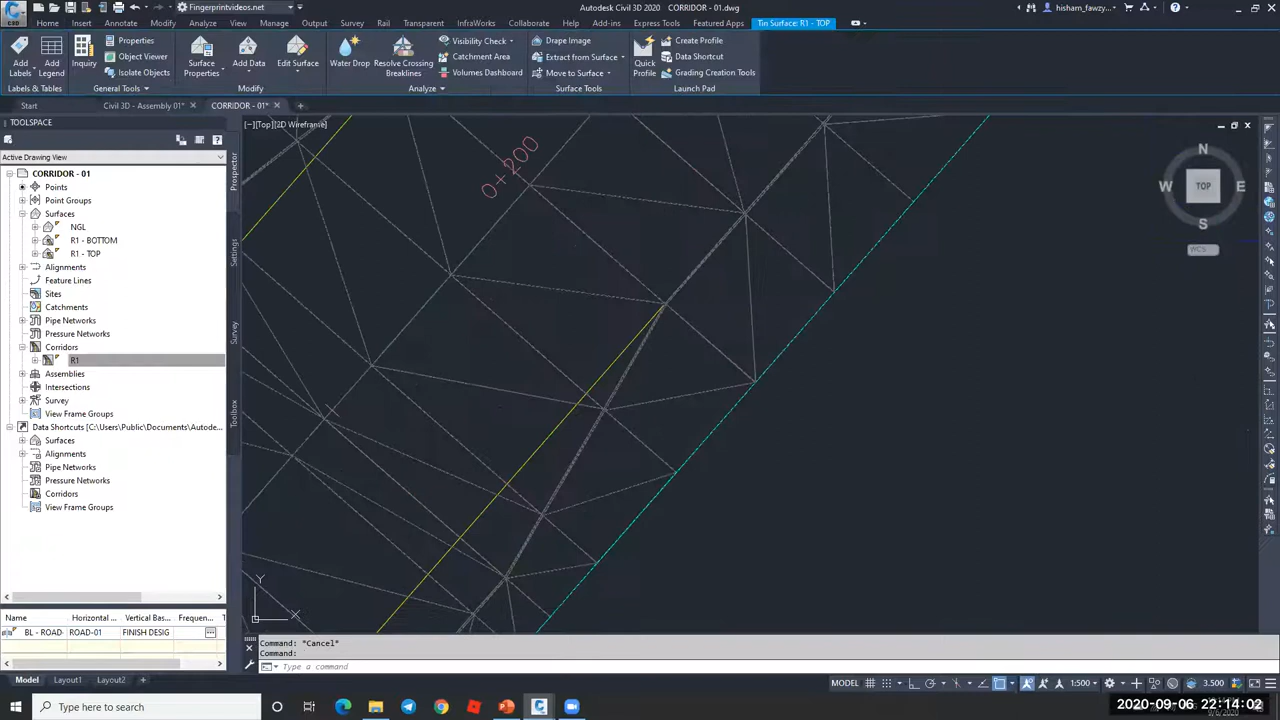 Fingerprintvideos.net
Autodesk Civil 3D 2020 CORRIDOR - 01.dwg
hisham_fawzy...
C3D
Home Insert Annotate Modify Analyze View Manage Output Survey Rail Transparent InfraWorks Collaborate Help Add-ins Express Tools Featured Apps Tin Surface: R1 - TOP
Add Labels
Add Legend
Inquiry
Properties
Object Viewer
Isolate Objects
Surface Properties
Add Data
Edit Surface
Water Drop
Resolve Crossing Breaklines
Visibility Check
Catchment Area
Volumes Dashboard
Drape Image
Extract from Surface
Move to Surface
Quick Profile
Create Profile
Data Shortcut
Grading Creation Tools
Labels & Tables
General Tools
Modify
Analyze
Surface Tools
Launch Pad
Start
Civil 3D - Assembly 01*
CORRIDOR - 01*
TOOLSPACE
Active Drawing View
CORRIDOR - 01
Points
Point Groups
Surfaces
NGL
R1 - BOTTOM
R1 - TOP
Alignments
Feature Lines
Sites
Catchments
Pipe Networks
Pressure Networks
Corridors
R1
Assemblies
Intersections
Survey
View Frame Groups
Data Shortcuts [C:\Users\Public\Documents\Autode...
Surfaces
Alignments
Pipe Networks
Pressure Networks
Corridors
View Frame Groups
Prospector
Settings
Survey
Toolbox
Name Horizontal ... Vertical Bas... Frequen...
BL - ROAD- ROAD-01 FINISH DESIG
[−][Top][2D Wireframe]
0+200
N
W TOP E
S
WCS
Y
X
Command: *Cancel*
Command:
Type a command
Model Layout1 Layout2
MODEL
1:500
3.500
Type here to search
2020-09-06 22:14:02